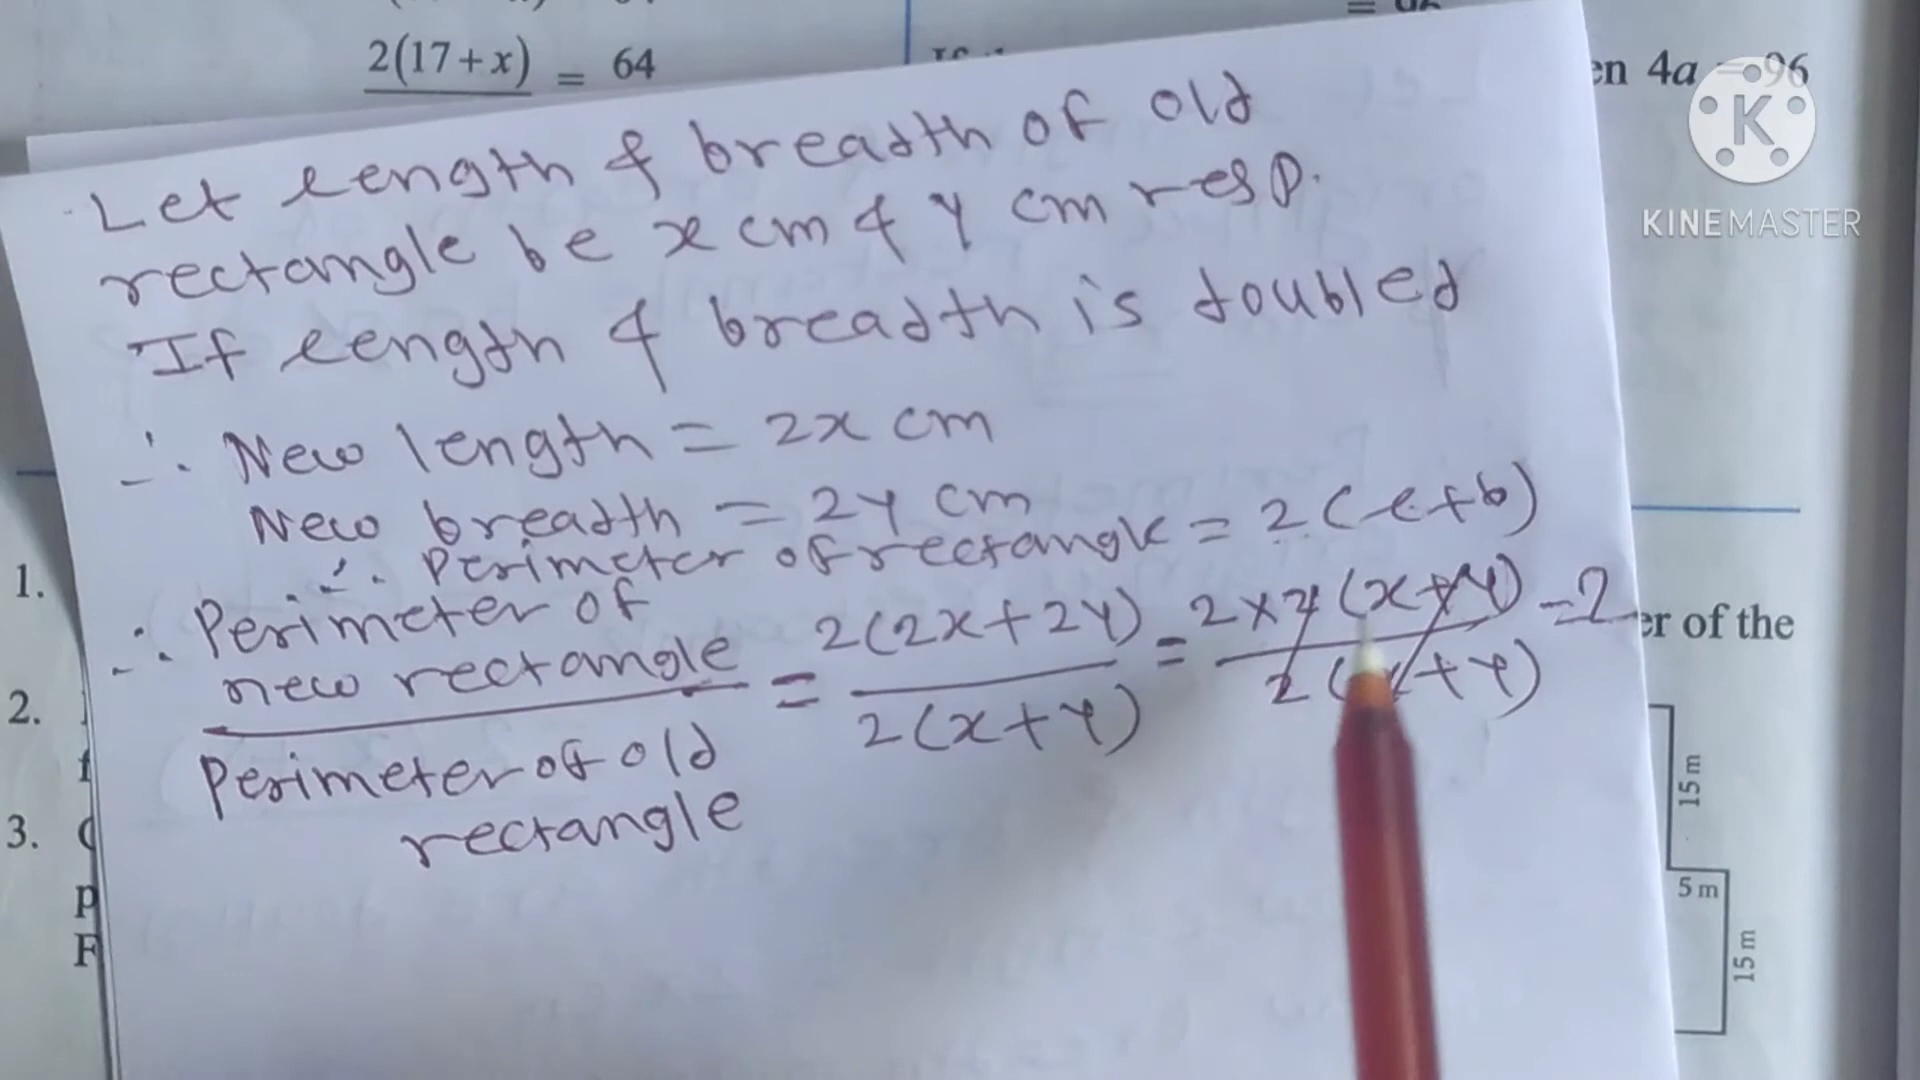 2(17+x) = 64
en 4a = 96
K
KINEMASTER
Let length & breadth of old
rectangle be x cm & y cm resp.
If length & breadth is doubled
∴ New length = 2x cm
New breadth = 2y cm
∴ Perimeter of rectangle = 2(l+b)
∴ Perimeter of new rectangle / Perimeter of old rectangle = 2(2x+2y) / 2(x+y) = 2×2(x+y) / 2(x+y) = 2
er of the
1.
2.
3.
15 m
5 m
15 m